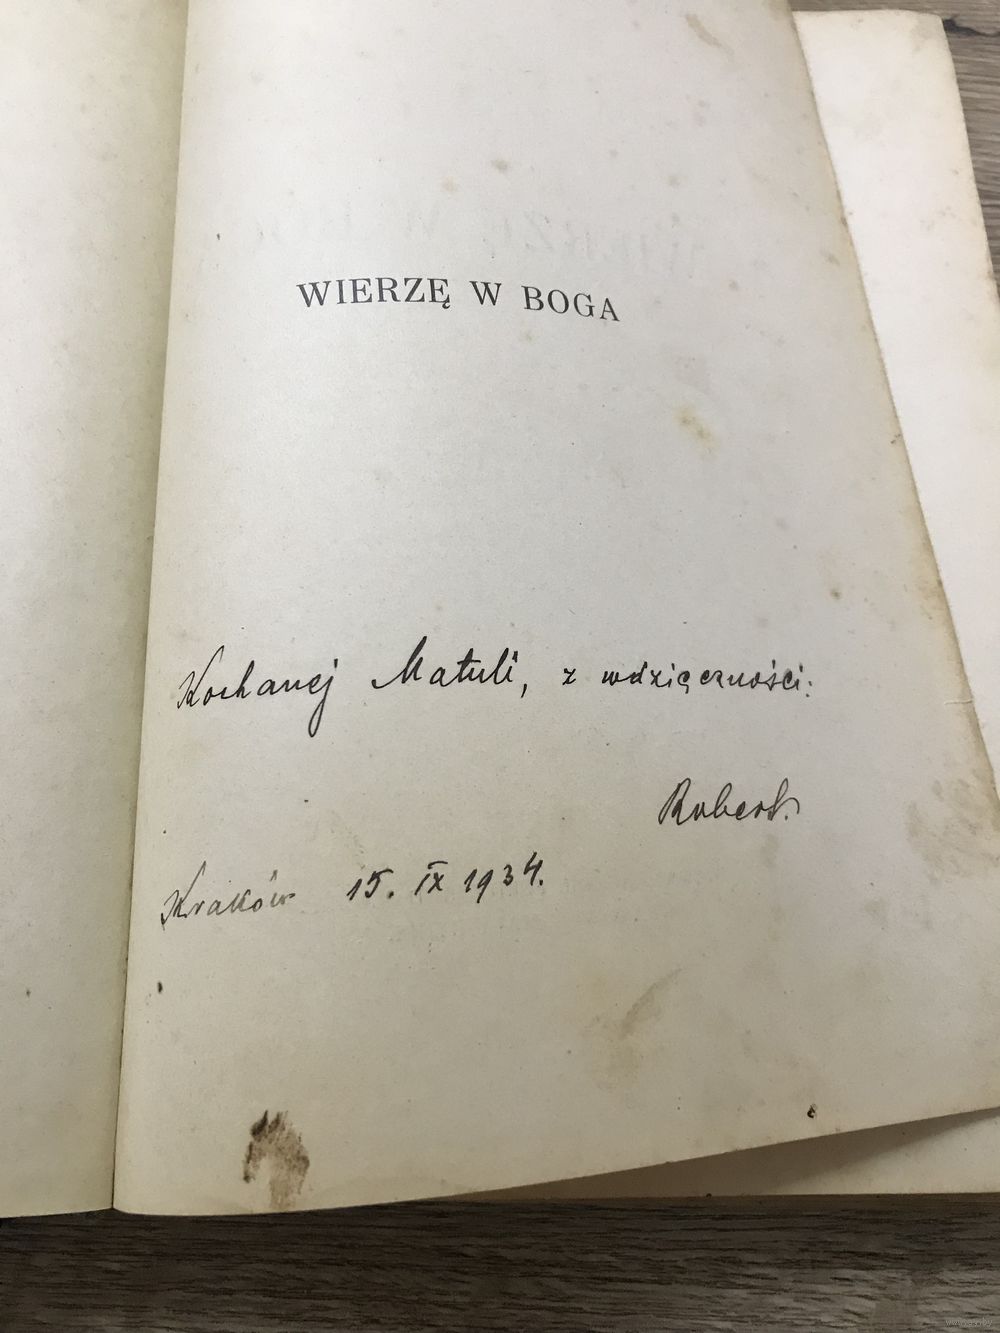 WIERZĘ W BOGA
Kochanej Matuli, z wdzięczności.
Robert.
Kraków 15. IX 1934.